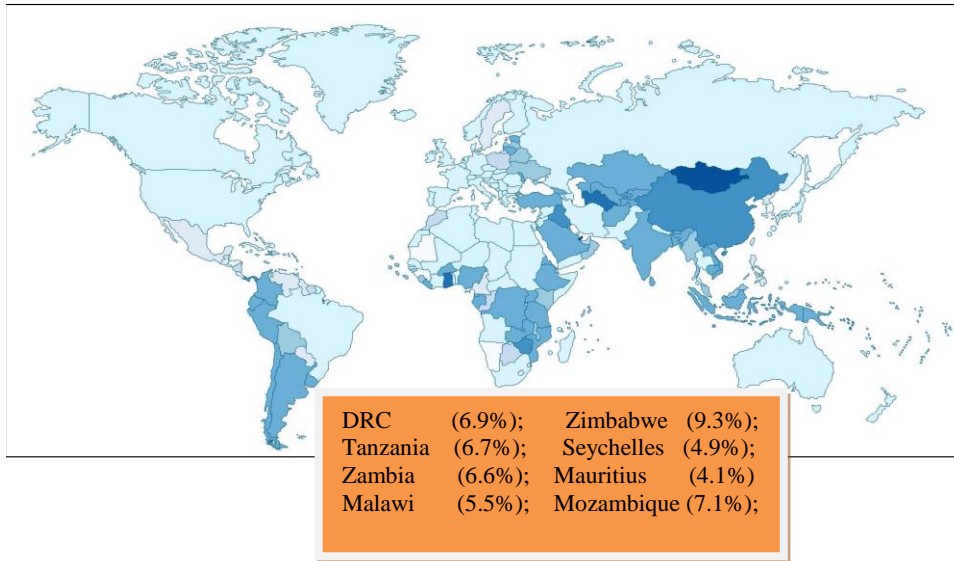 DRC (6.9%); Zimbabwe (9.3%);
Tanzania (6.7%); Seychelles (4.9%);
Zambia (6.6%); Mauritius (4.1%)
Malawi (5.5%); Mozambique (7.1%);